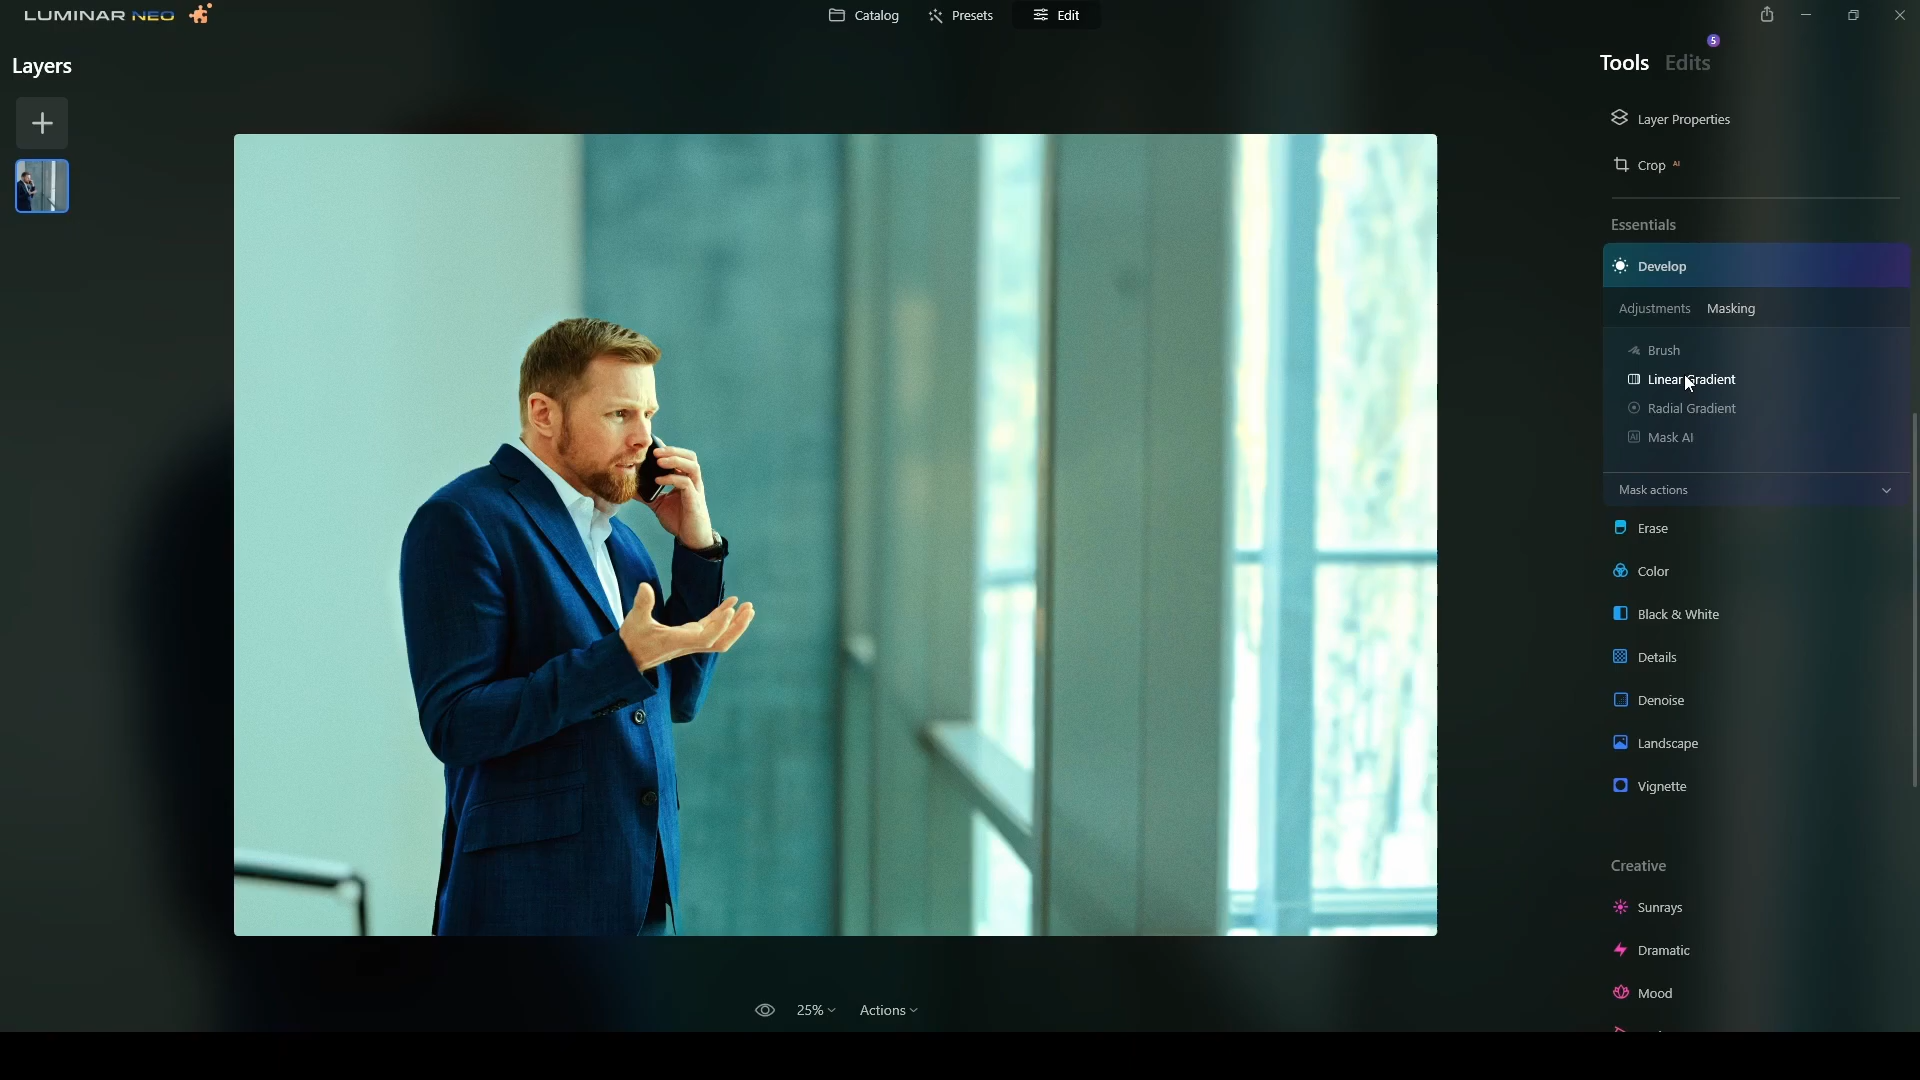 LUMINAR NEO
Catalog
Presets
Edit
Layers
5
Tools
Edits
Layer Properties
Crop AI
Essentials
Develop
Adjustments
Masking
Brush
Linear Gradient
Radial Gradient
AI Mask AI
Mask actions
Erase
Color
Black & White
Details
Denoise
Landscape
Vignette
Creative
Sunrays
Dramatic
Mood
25%
Actions